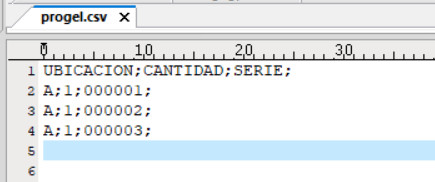 progel.csv X
0 10 20 30
1 UBICACION;CANTIDAD;SERIE;
2 A;1;000001;
3 A;1;000002;
4 A;1;000003;
5
6